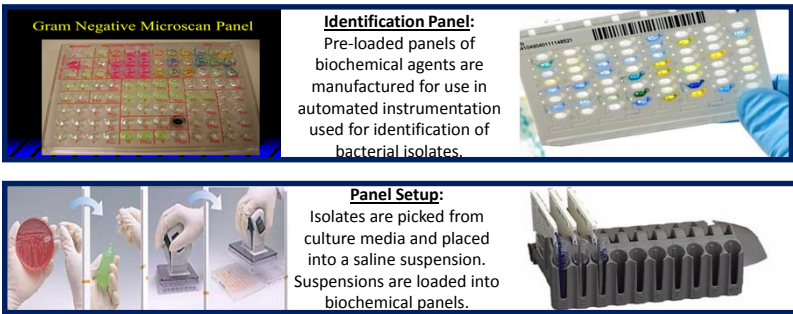 Gram Negative Microscan Panel
Identification Panel:
Pre-loaded panels of
biochemical agents are
manufactured for use in
automated instrumentation
used for identification of
bacterial isolates.
Panel Setup:
Isolates are picked from
culture media and placed
into a saline suspension.
Suspensions are loaded into
biochemical panels.